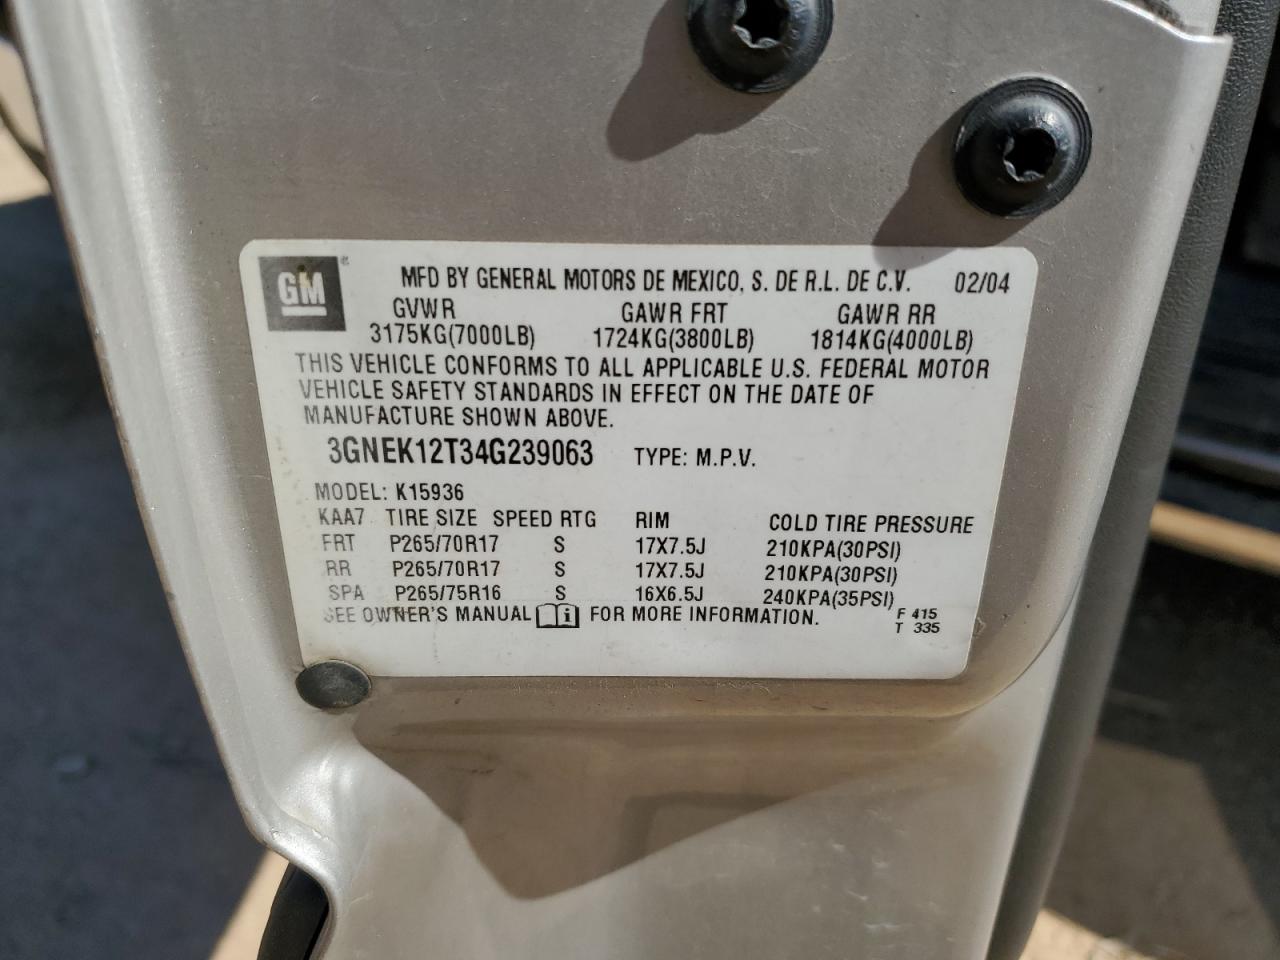 GM ® MFD BY GENERAL MOTORS DE MEXICO, S. DE R.L. DE C.V. 02/04
GVWR GAWR FRT GAWR RR
3175KG(7000LB) 1724KG(3800LB) 1814KG(4000LB)
THIS VEHICLE CONFORMS TO ALL APPLICABLE U.S. FEDERAL MOTOR
VEHICLE SAFETY STANDARDS IN EFFECT ON THE DATE OF
MANUFACTURE SHOWN ABOVE.
3GNEK12T34G239063 TYPE: M.P.V.
MODEL: K15936
KAA7 TIRE SIZE SPEED RTG RIM COLD TIRE PRESSURE
FRT P265/70R17 S 17X7.5J 210KPA(30PSI)
RR P265/70R17 S 17X7.5J 210KPA(30PSI)
SPA P265/75R16 S 16X6.5J 240KPA(35PSI)
SEE OWNER'S MANUAL i FOR MORE INFORMATION. F 415
T 335